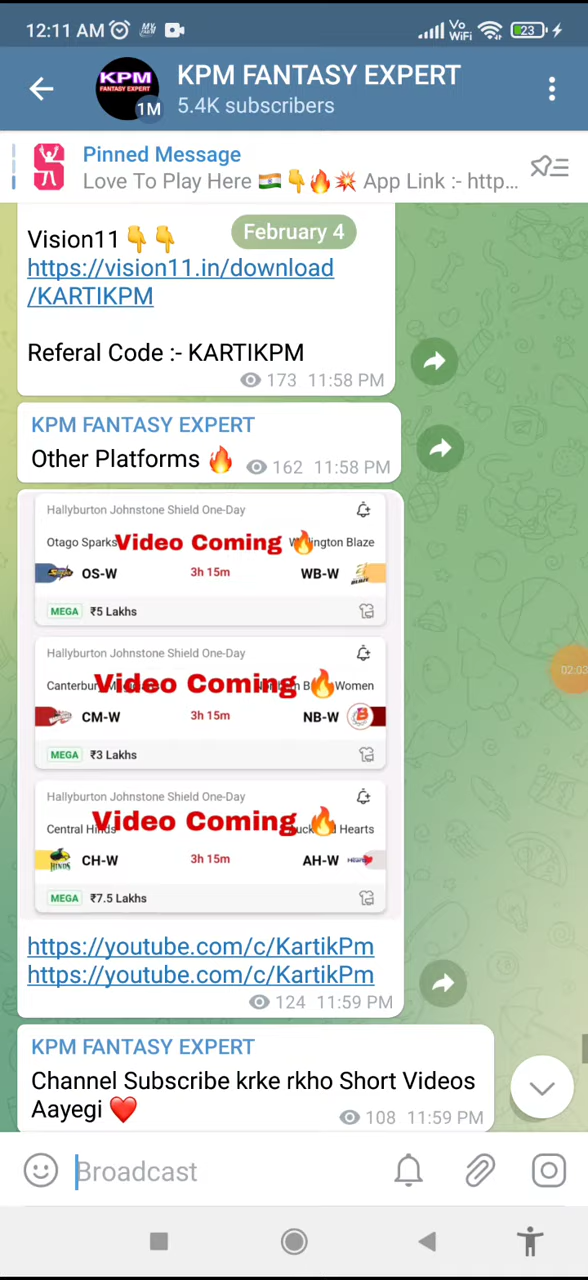 12:11 AM
Vo
WiFi
23
KPM
FANTASY EXPERT
1M
KPM FANTASY EXPERT
5.4K subscribers
Pinned Message
Love To Play Here 🇮🇳👇🔥💥 App Link :- http...
February 4
Vision11 👇👇
https://vision11.in/download
/KARTIKPM
Referal Code :- KARTIKPM
173 11:58 PM
KPM FANTASY EXPERT
Other Platforms 🔥
162 11:58 PM
Hallyburton Johnstone Shield One-Day
Otago Sparks
Video Coming 🔥
Blaze
OS-W
3h 15m
WB-W
MEGA ₹5 Lakhs
Hallyburton Johnstone Shield One-Day
Video Coming 🔥
Women
CM-W
3h 15m
NB-W
MEGA ₹3 Lakhs
Hallyburton Johnstone Shield One-Day
Central
Video Coming 🔥
Hearts
CH-W
3h 15m
AH-W
HINDS
MEGA ₹7.5 Lakhs
https://youtube.com/c/KartikPm
https://youtube.com/c/KartikPm
124 11:59 PM
02:03
KPM FANTASY EXPERT
Channel Subscribe krke rkho Short Videos
Aayegi ❤️
108 11:59 PM
Broadcast